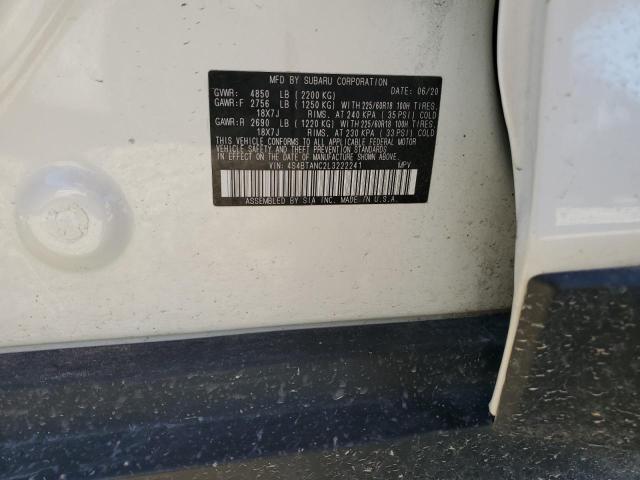 MFD BY SUBARU CORPORATION
GVWR: 4850 LB (2200 KG) DATE: 06/20
GAWR:F 2756 LB (1250 KG) WITH 225/60R18 100H TIRES.
18X7J RIMS. AT 240 KPA (35 PSI) COLD
GAWR:R 2690 LB (1220 KG) WITH 225/60R18 100H TIRES.
18X7J RIMS. AT 230 KPA (33 PSI) COLD
THIS VEHICLE CONFORMS TO ALL APPLICABLE FEDERAL MOTOR
VEHICLE SAFETY STANDARDS IN EFFECT ON
THE DATE OF MANUFACTURE SHOWN ABOVE.
VIN: 4S4BTANC2L3222241 MPV
ASSEMBLED BY SIA INC. MADE IN U.S.A.